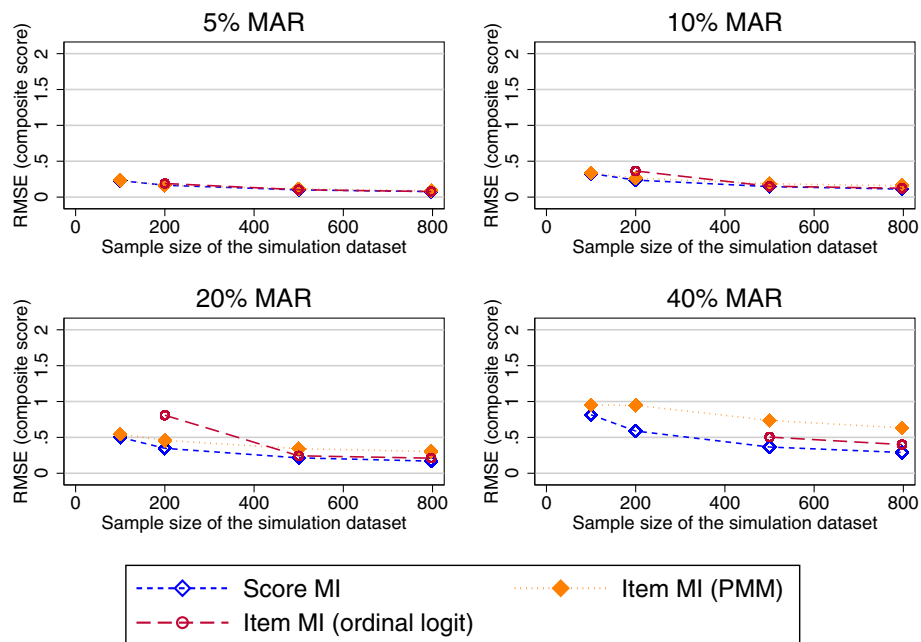 5% MAR
10% MAR
RMSE (composite score)
0 .5 1 1.5 2
0 200 400 600 800
Sample size of the simulation dataset
RMSE (composite score)
0 .5 1 1.5 2
0 200 400 600 800
Sample size of the simulation dataset
20% MAR
40% MAR
RMSE (composite score)
0 .5 1 1.5 2
0 200 400 600 800
Sample size of the simulation dataset
RMSE (composite score)
0 .5 1 1.5 2
0 200 400 600 800
Sample size of the simulation dataset
Score MI
Item MI (PMM)
Item MI (ordinal logit)